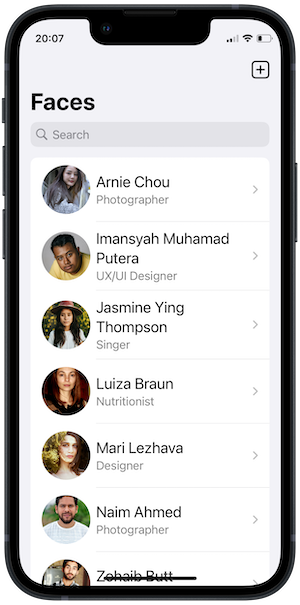 20:07
Faces
Search
Arnie Chou
Photographer
Imansyah Muhamad
Putera
UX/UI Designer
Jasmine Ying
Thompson
Singer
Luiza Braun
Nutritionist
Mari Lezhava
Designer
Naim Ahmed
Photographer
Zohaib Butt